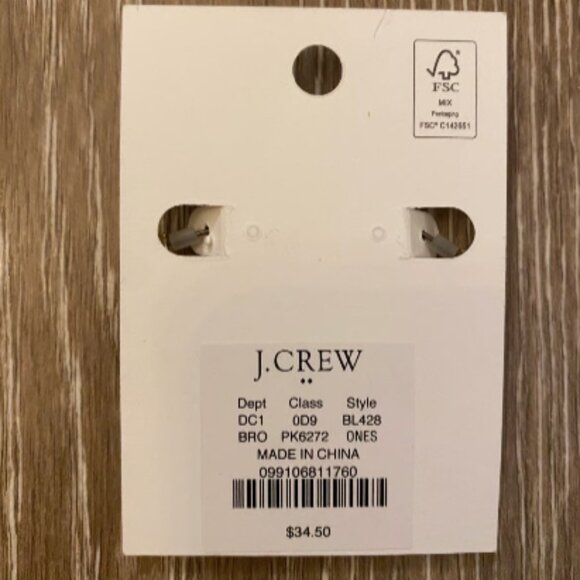 FSC
MIX
Packaging
FSC® C142651
J.CREW
Dept Class Style
DC1 0D9 BL428
BRO PK6272 ONES
MADE IN CHINA
099106811760
$34.50